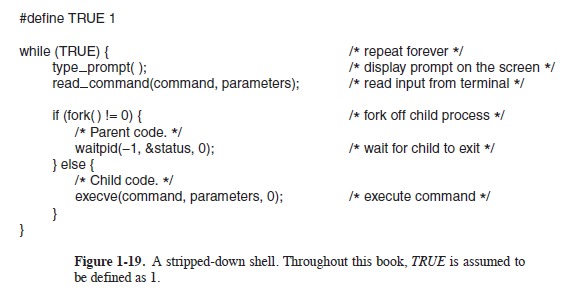 #define TRUE 1
while (TRUE) { /* repeat forever */
type_prompt( ); /* display prompt on the screen */
read_command(command, parameters); /* read input from terminal */
if (fork( ) != 0) { /* fork off child process */
/* Parent code. */
waitpid(−1, &status, 0); /* wait for child to exit */
} else {
/* Child code. */
execve(command, parameters, 0); /* execute command */
}
}
Figure 1-19. A stripped-down shell. Throughout this book, TRUE is assumed to
be defined as 1.